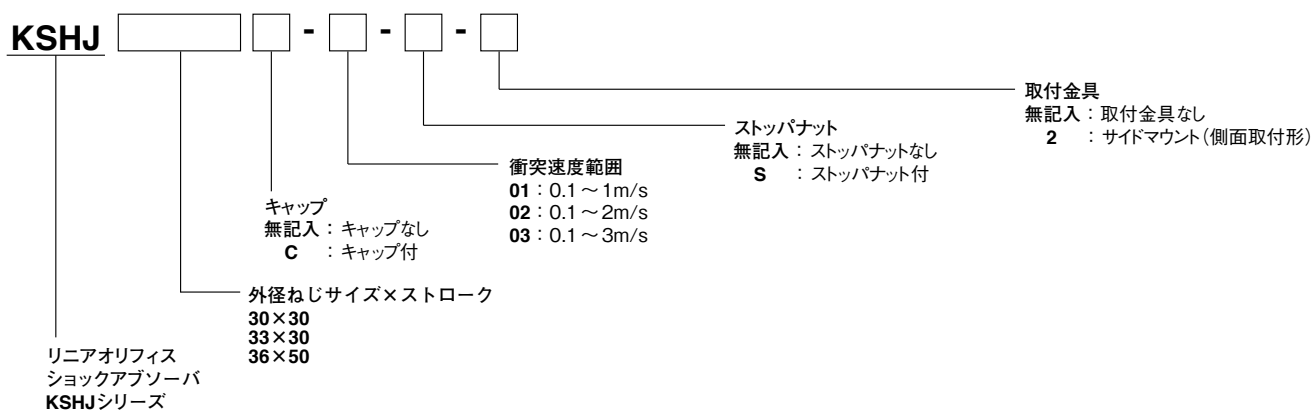 KSHJ - - -
取付金具
無記入：取付金具なし
2 ：サイドマウント（側面取付形）
ストッパナット
無記入：ストッパナットなし
S ：ストッパナット付
衝突速度範囲
01：0.1～1m/s
02：0.1～2m/s
03：0.1～3m/s
キャップ
無記入：キャップなし
C ：キャップ付
外径ねじサイズ×ストローク
30×30
33×30
36×50
リニアオリフィス
ショックアブソーバ
KSHJシリーズ